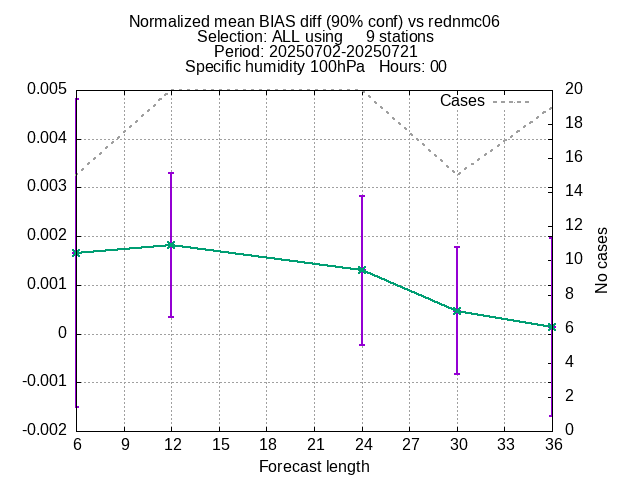 Normalized mean BIAS diff (90% conf) vs rednmc06
Selection: ALL using 9 stations
Period: 20250702-20250721
Specific humidity 100hPa Hours: 00
Cases
0.005
0.004
0.003
0.002
0.001
0
-0.001
-0.002
20
18
16
14
12
10
8
6
4
2
0
No cases
6 9 12 15 18 21 24 27 30 33 36
Forecast length